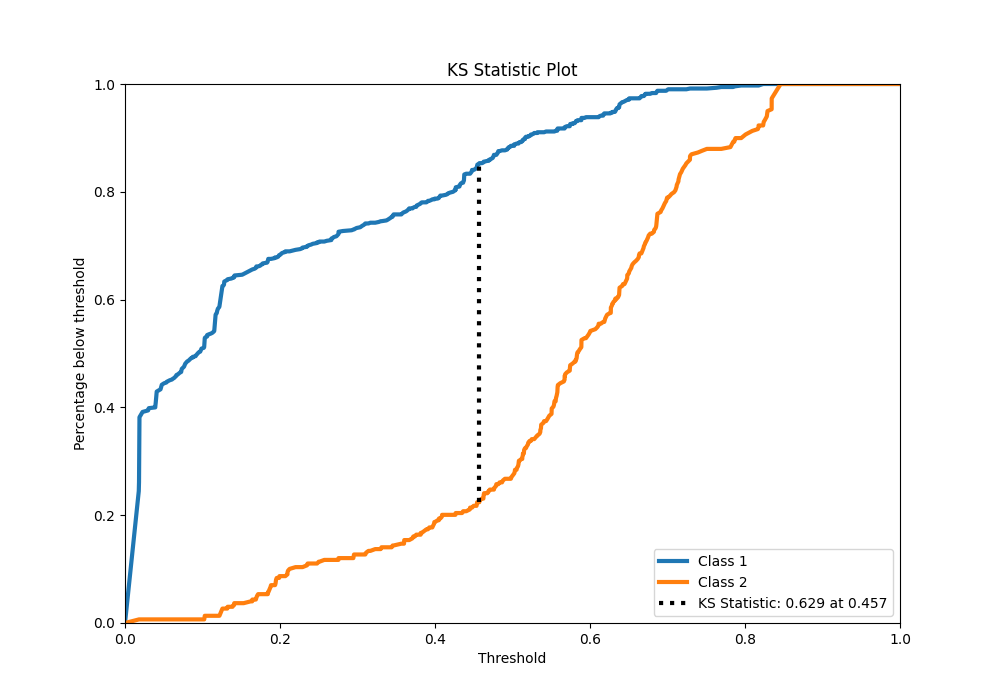 KS Statistic Plot
1.0
0.8
0.6
0.4
0.2
0.0
Percentage below threshold
0.0 0.2 0.4 0.6 0.8 1.0
Threshold
Class 1
Class 2
KS Statistic: 0.629 at 0.457